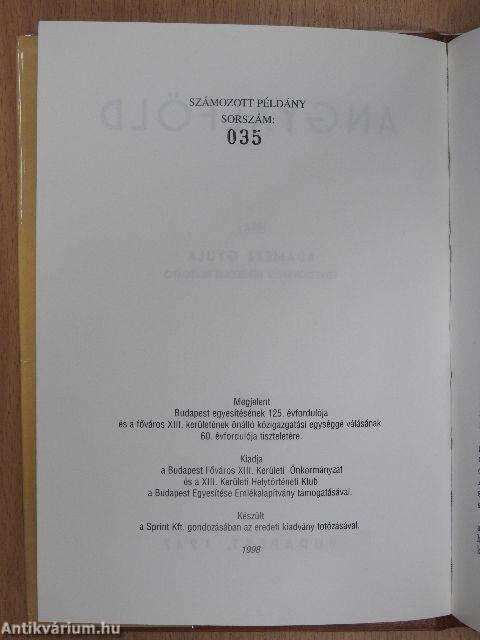 SZÁMOZOTT PÉLDÁNY
SORSZÁM:
035
Megjelent
Budapest egyesítésének 125. évfordulója
és a főváros XIII. kerületének önálló közigazgatási egységgé válásának
60. évfordulója tiszteletére.
Kiadja
a Budapest Főváros XIII. Kerületi Önkormányzat
és a XIII. Kerületi Helytörténeti Klub
a Budapest Egyesítése Emlékalapítvány támogatásával.
Készült
a Sprint Kft. gondozásában az eredeti kiadvány fotózásával.
1998
Antikvárium.hu